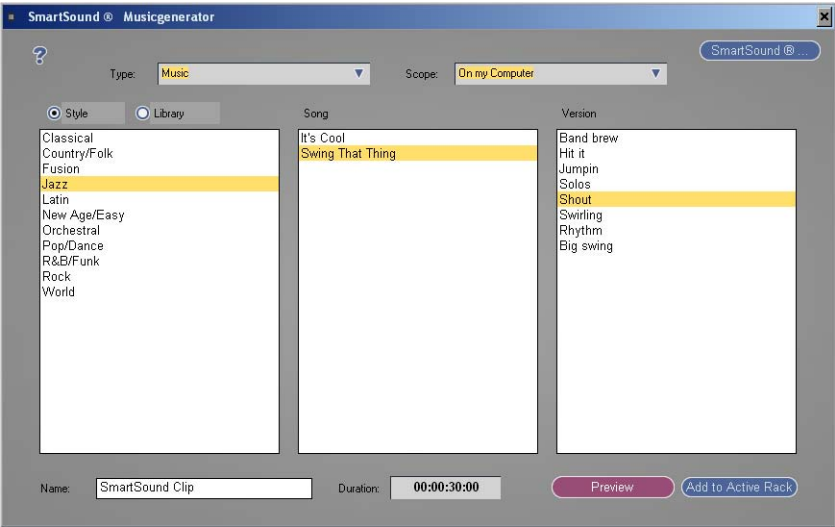 SmartSound ® Musicgenerator
SmartSound ® ...
Type: Music Scope: On my Computer
Style Library Song Version
Classical
Country/Folk
Fusion
Jazz
Latin
New Age/Easy
Orchestral
Pop/Dance
R&B/Funk
Rock
World
It's Cool
Swing That Thing
Band brew
Hit it
Jumpin
Solos
Shout
Swirling
Rhythm
Big swing
Name: SmartSound Clip Duration: 00:00:30:00 Preview Add to Active Rack